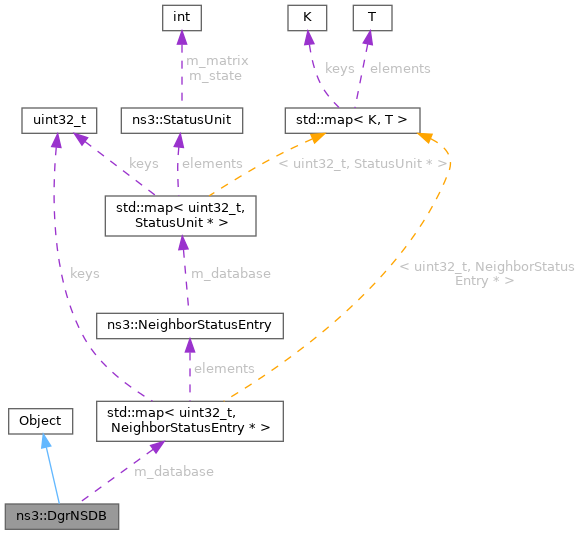 int
K
T
m_matrix
m_state
keys
elements
uint32_t
ns3::StatusUnit
std::map< K, T >
keys
elements
< uint32_t, StatusUnit * >
std::map< uint32_t,
StatusUnit * >
keys
m_database
< uint32_t, NeighborStatus
Entry * >
ns3::NeighborStatusEntry
elements
Object
std::map< uint32_t,
NeighborStatusEntry * >
m_database
ns3::DgrNSDB